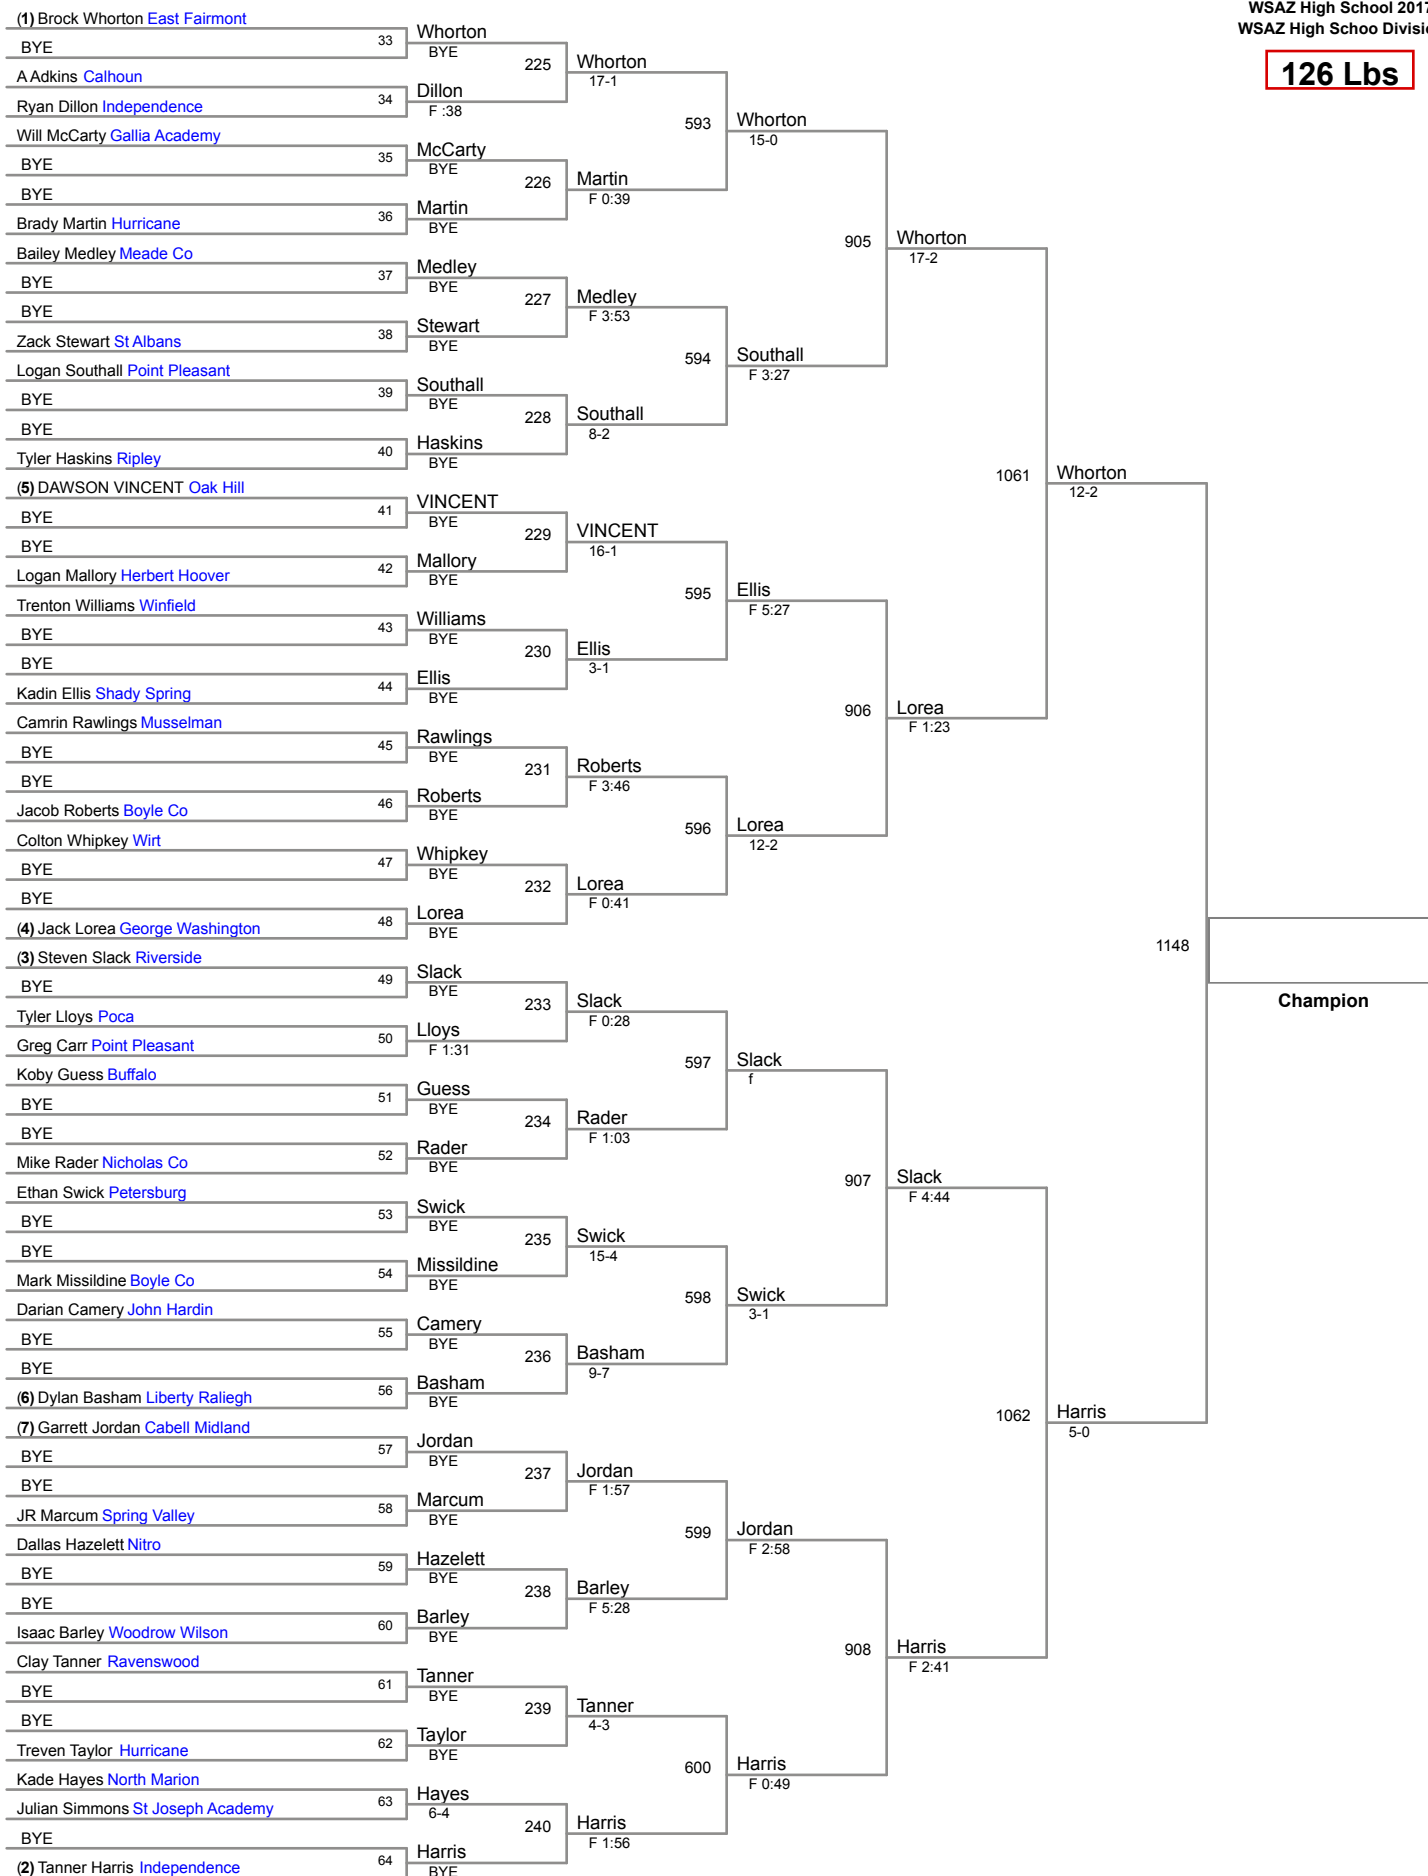 WSAZ High School 2017
WSAZ High Schoo Divisi
126 Lbs
(1) Brock Whorton East Fairmont
BYE
A Adkins Calhoun
Ryan Dillon Independence
Will McCarty Gallia Academy
BYE
BYE
Brady Martin Hurricane
Bailey Medley Meade Co
BYE
BYE
Zack Stewart St Albans
Logan Southall Point Pleasant
BYE
BYE
Tyler Haskins Ripley
(5) DAWSON VINCENT Oak Hill
BYE
BYE
Logan Mallory Herbert Hoover
Trenton Williams Winfield
BYE
BYE
Kadin Ellis Shady Spring
Camrin Rawlings Musselman
BYE
BYE
Jacob Roberts Boyle Co
Colton Whipkey Wirt
BYE
BYE
(4) Jack Lorea George Washington
(3) Steven Slack Riverside
BYE
Tyler Lloys Poca
Greg Carr Point Pleasant
Koby Guess Buffalo
BYE
BYE
Mike Rader Nicholas Co
Ethan Swick Petersburg
BYE
BYE
Mark Missildine Boyle Co
Darian Camery John Hardin
BYE
BYE
(6) Dylan Basham Liberty Raliegh
(7) Garrett Jordan Cabell Midland
BYE
BYE
JR Marcum Spring Valley
Dallas Hazelett Nitro
BYE
BYE
Isaac Barley Woodrow Wilson
Clay Tanner Ravenswood
BYE
BYE
Treven Taylor Hurricane
Kade Hayes North Marion
Julian Simmons St Joseph Academy
BYE
(2) Tanner Harris Independence
33 Whorton
BYE
34 Dillon
F :38
35 McCarty
BYE
36 Martin
BYE
37 Medley
BYE
38 Stewart
BYE
39 Southall
BYE
40 Haskins
BYE
41 VINCENT
BYE
42 Mallory
BYE
43 Williams
BYE
44 Ellis
BYE
45 Rawlings
BYE
46 Roberts
BYE
47 Whipkey
BYE
48 Lorea
BYE
49 Slack
BYE
50 Lloys
F 1:31
51 Guess
BYE
52 Rader
BYE
53 Swick
BYE
54 Missildine
BYE
55 Camery
BYE
56 Basham
BYE
57 Jordan
BYE
58 Marcum
BYE
59 Hazelett
BYE
60 Barley
BYE
61 Tanner
BYE
62 Taylor
BYE
63 Hayes
6-4
64 Harris
BYE
225 Whorton
17-1
226 Martin
F 0:39
227 Medley
F 3:53
228 Southall
8-2
229 VINCENT
16-1
230 Ellis
3-1
231 Roberts
F 3:46
232 Lorea
F 0:41
233 Slack
F 0:28
234 Rader
F 1:03
235 Swick
15-4
236 Basham
9-7
237 Jordan
F 1:57
238 Barley
F 5:28
239 Tanner
4-3
240 Harris
F 1:56
593 Whorton
15-0
594 Southall
F 3:27
595 Ellis
F 5:27
596 Lorea
12-2
597 Slack
f
598 Swick
3-1
599 Jordan
F 2:58
600 Harris
F 0:49
905 Whorton
17-2
906 Lorea
F 1:23
907 Slack
F 4:44
908 Harris
F 2:41
1061 Whorton
12-2
1062 Harris
5-0
1148
Champion